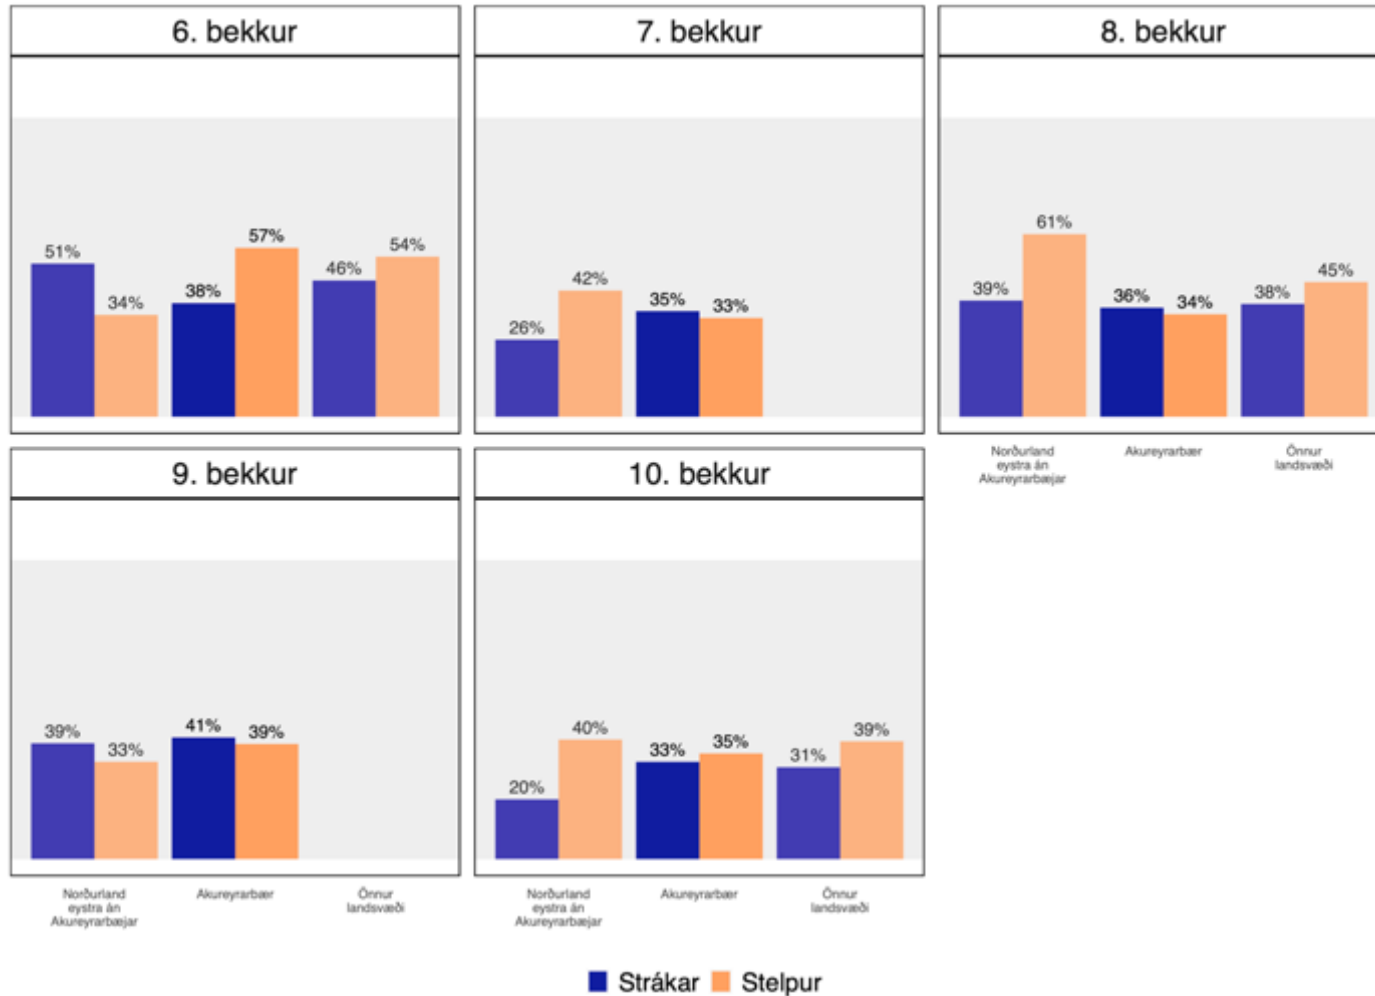 6. bekkur
7. bekkur
8. bekkur
51%
34%
38%
57%
46%
54%
26%
42%
35%
33%
39%
61%
36%
34%
38%
45%
Norðurland
eystra án
Akureyrarbæjar
Akureyrarbær
Önnur
landsvæði
9. bekkur
10. bekkur
39%
33%
41%
39%
20%
40%
33%
35%
31%
39%
Norðurland
eystra án
Akureyrarbæjar
Akureyrarbær
Önnur
landsvæði
Norðurland
eystra án
Akureyrarbæjar
Akureyrarbær
Önnur
landsvæði
Strákar Stelpur